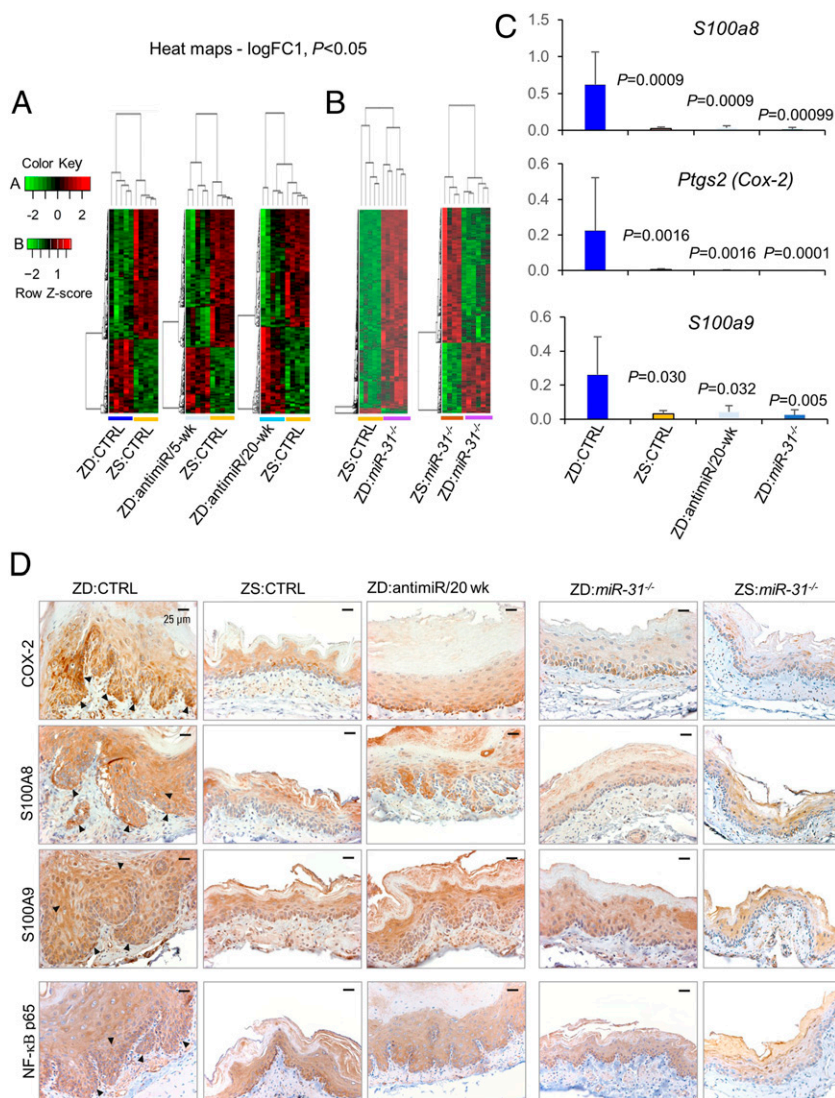 Heat maps - logFC1, P<0.05
A
Color Key
A
-2 0 2
B
-2 1
Row Z-score
ZD:CTRL
ZS:CTRL
ZD:antimiR/5-wk
ZS:CTRL
ZD:antimiR/20-wk
ZS:CTRL
B
ZS:CTRL
ZD:miR-31-/-
ZS:miR-31-/-
ZD:miR-31-/-
C
S100a8
1.5
1.0
0.5
0.0
P=0.0009
P=0.0009
P=0.00099
Ptgs2 (Cox-2)
0.6
0.4
0.2
0.0
P=0.0016
P=0.0016
P=0.0001
S100a9
0.6
0.4
0.2
0.0
P=0.030
P=0.032
P=0.005
ZD:CTRL
ZS:CTRL
ZD:antimiR/20-wk
ZD:miR-31-/-
D
ZD:CTRL
ZS:CTRL
ZD:antimiR/20 wk
ZD:miR-31-/-
ZS:miR-31-/-
25 µm
COX-2
S100A8
S100A9
NF-κB p65